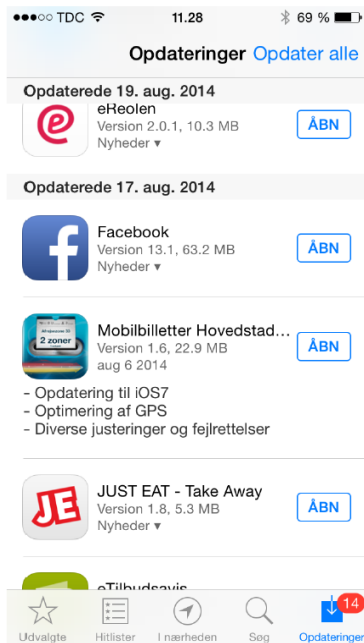 TDC 11.28 69 %
Opdateringer Opdater alle
Opdaterede 19. aug. 2014
eReolen
Version 2.0.1, 10.3 MB
Nyheder ▾
ÅBN
Opdaterede 17. aug. 2014
Facebook
Version 13.1, 63.2 MB
Nyheder ▾
ÅBN
2 zoner
Mobilbilletter Hovedstad...
Version 1.6, 22.9 MB
aug 6 2014
ÅBN
- Opdatering til iOS7
- Optimering af GPS
- Diverse justeringer og fejlrettelser
JE
JUST EAT - Take Away
Version 1.8, 5.3 MB
Nyheder ▾
ÅBN
eTilbudsavis
14
Udvalgte Hitlister I nærheden Søg Opdateringer